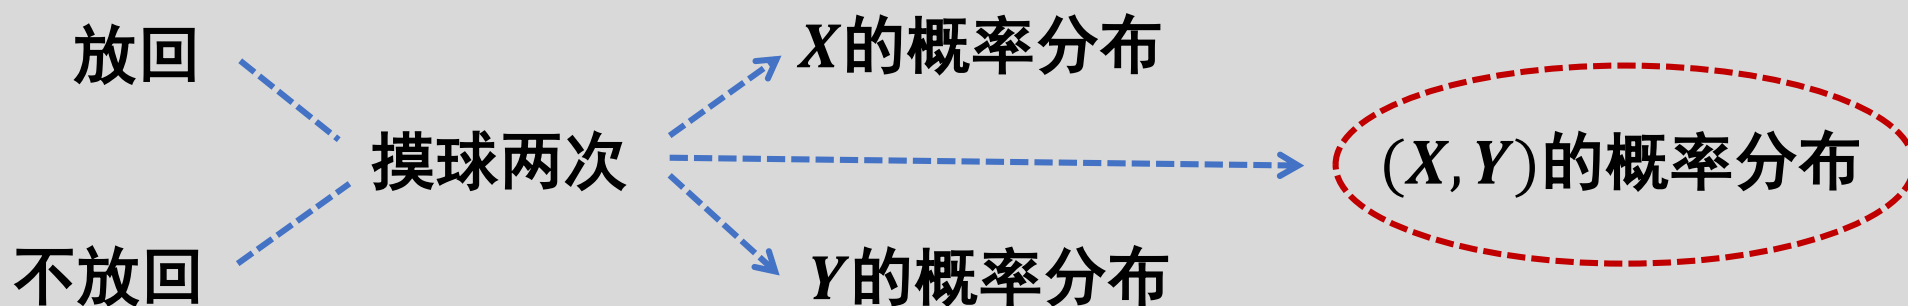 放回
X的概率分布
摸球两次
(X, Y)的概率分布
不放回
Y的概率分布